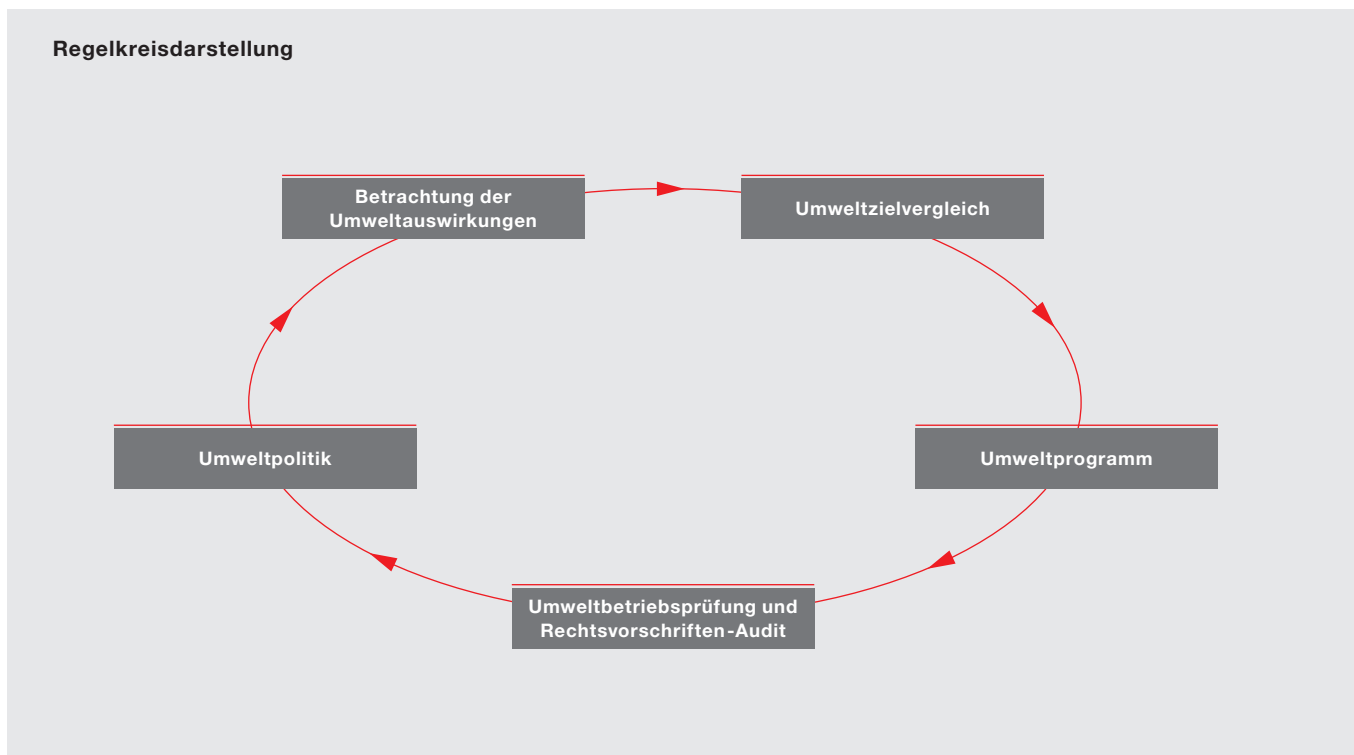 Regelkreisdarstellung
Betrachtung der
Umweltauswirkungen
Umweltzielvergleich
Umweltpolitik
Umweltprogramm
Umweltbetriebsprüfung und
Rechtsvorschriften-Audit